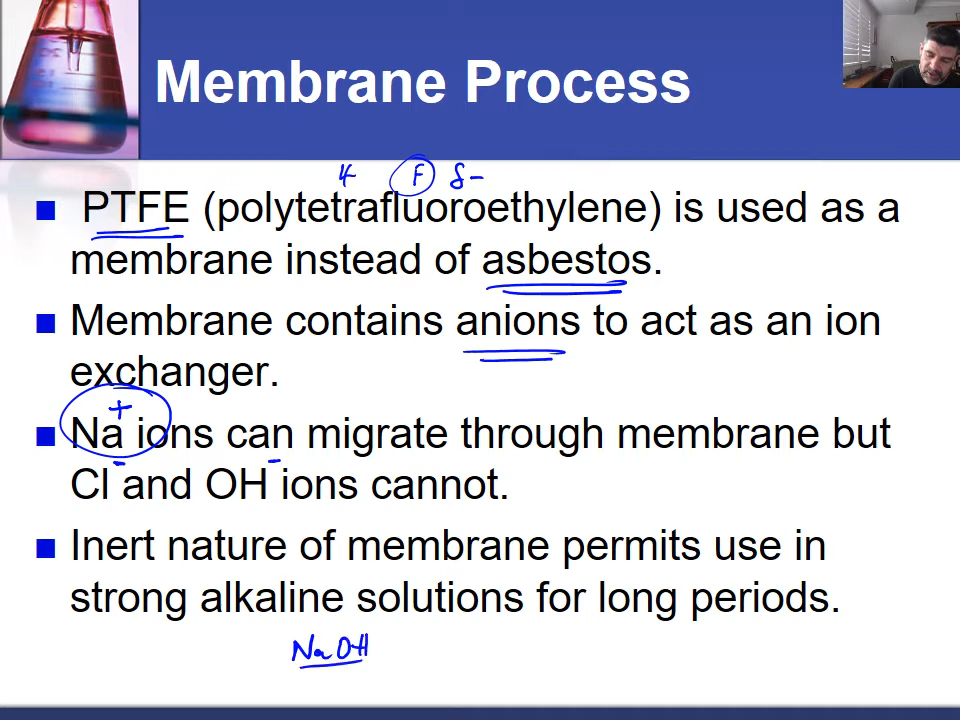 Membrane Process
4 F δ-
PTFE (polytetrafluoroethylene) is used as a
membrane instead of asbestos.
Membrane contains anions to act as an ion
exchanger.
+
Na ions can migrate through membrane but
- -
Cl and OH ions cannot.
Inert nature of membrane permits use in
strong alkaline solutions for long periods.
NaOH